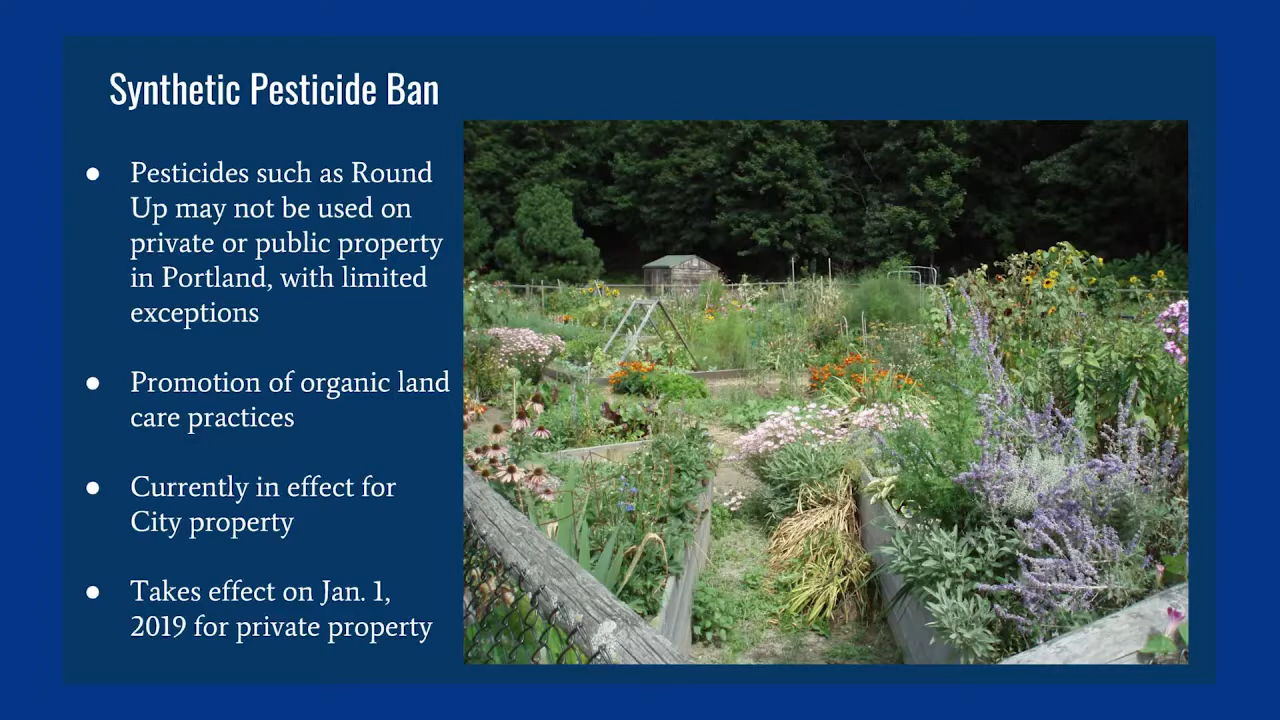 Synthetic Pesticide Ban
● Pesticides such as Round
Up may not be used on
private or public property
in Portland, with limited
exceptions
● Promotion of organic land
care practices
● Currently in effect for
City property
● Takes effect on Jan. 1,
2019 for private property